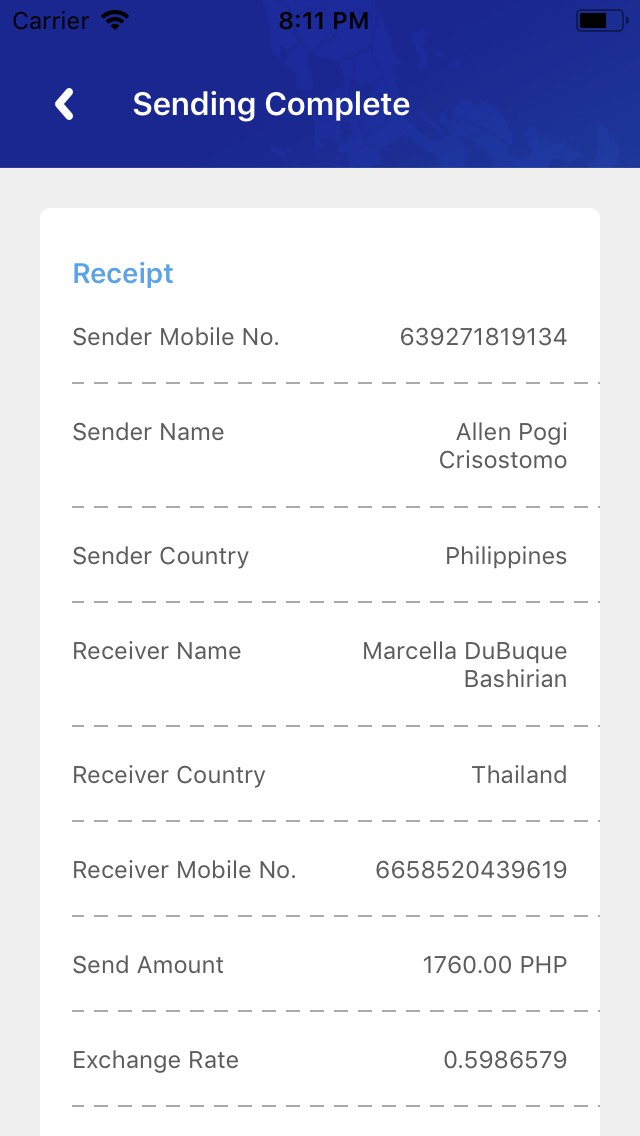 Carrier 8:11 PM
Sending Complete
Receipt
Sender Mobile No. 639271819134
Sender Name Allen Pogi
Crisostomo
Sender Country Philippines
Receiver Name Marcella DuBuque
Bashirian
Receiver Country Thailand
Receiver Mobile No. 6658520439619
Send Amount 1760.00 PHP
Exchange Rate 0.5986579